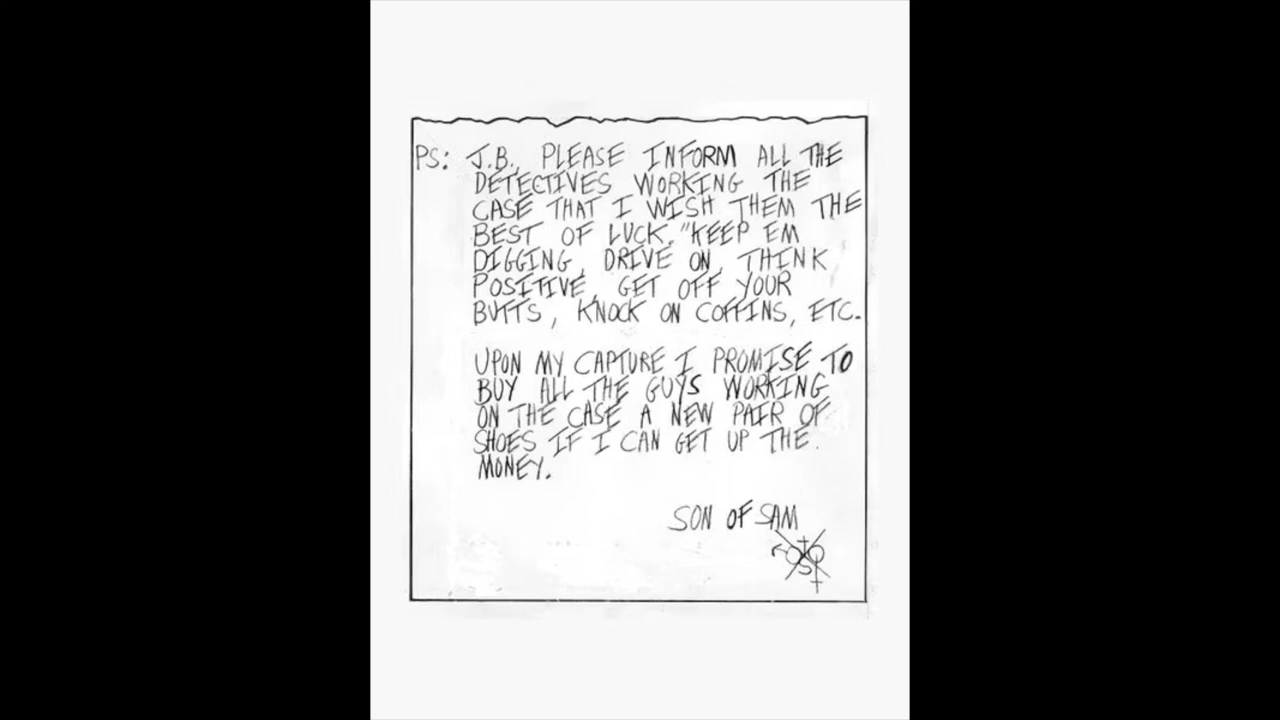 PS: J.B., PLEASE INFORM ALL THE
DETECTIVES WORKING THE
CASE THAT I WISH THEM THE
BEST OF LUCK. "KEEP EM
DIGGING, DRIVE ON, THINK
POSITIVE, GET OFF YOUR
BUTTS, KNOCK ON COFFINS, ETC.
UPON MY CAPTURE I PROMISE TO
BUY ALL THE GUYS WORKING
ON THE CASE A NEW PAIR OF
SHOES IF I CAN GET UP THE
MONEY.
SON OF SAM